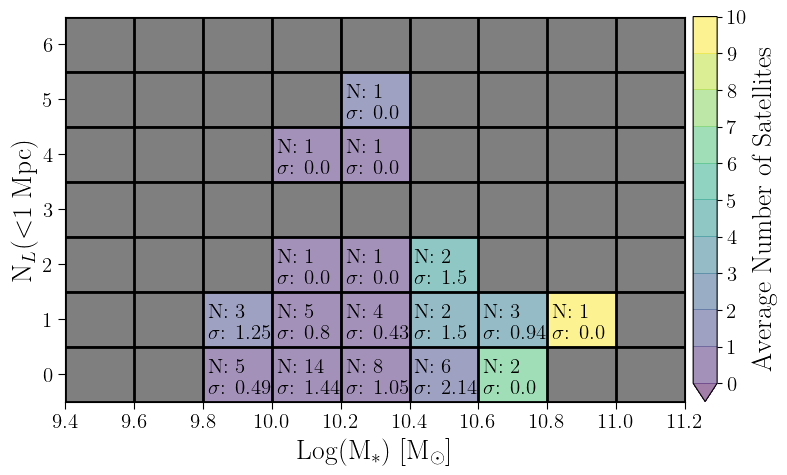 6
5
4
3
2
1
0
N_L(<1 Mpc)
N: 1
σ: 0.0
N: 1
σ: 0.0
N: 1
σ: 0.0
N: 1
σ: 0.0
N: 1
σ: 0.0
N: 2
σ: 1.5
N: 3
σ: 1.25
N: 5
σ: 0.8
N: 4
σ: 0.43
N: 2
σ: 1.5
N: 3
σ: 0.94
N: 1
σ: 0.0
N: 5
σ: 0.49
N: 14
σ: 1.44
N: 8
σ: 1.05
N: 6
σ: 2.14
N: 2
σ: 0.0
9.4 9.6 9.8 10.0 10.2 10.4 10.6 10.8 11.0 11.2
Log(M_*) [M_⊙]
10
9
8
7
6
5
4
3
2
1
0
Average Number of Satellites